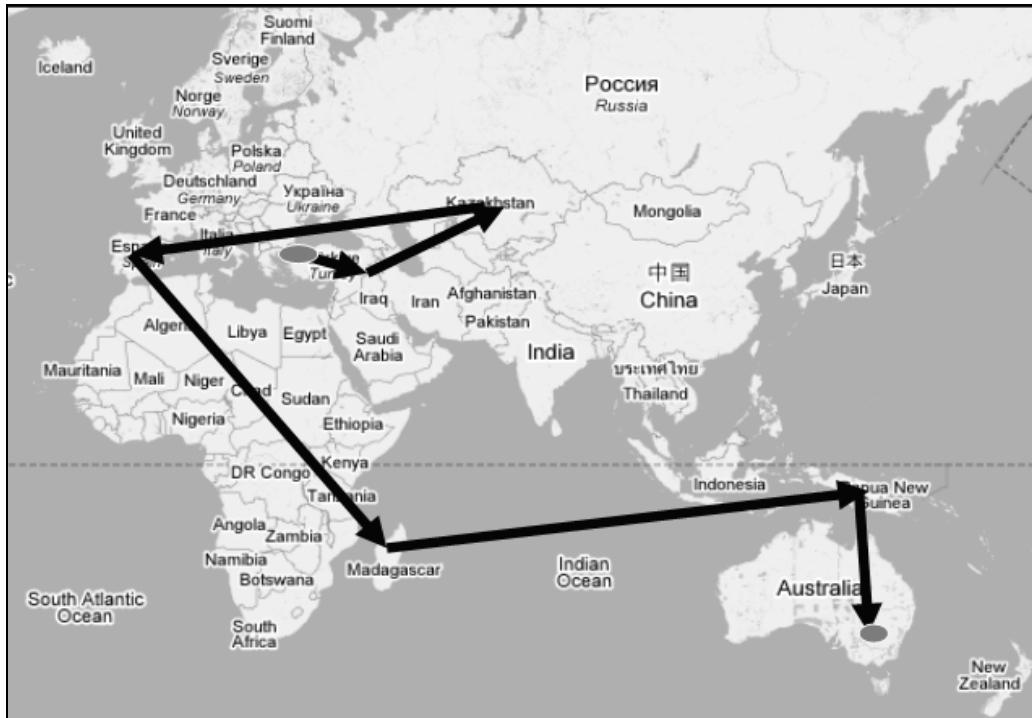 Suomi
Finland
Iceland
Sverige
Sweden
Россия
Russia
Norge
Norway
United
Kingdom
Polska
Poland
Deutschland
Germany
Україна
Ukraine
France
Kazakhstan
Mongolia
Italia
Italy
Turkey
日本
Japan
中国
China
Iraq
Iran
Afghanistan
Pakistan
Libya
Egypt
Saudi
Arabia
India
ประเทศไทย
Thailand
Mauritania
Mali
Niger
Sudan
Nigeria
Ethiopia
Kenya
DR Congo
Tanzania
Indonesia
Guinea
Angola
Zambia
Namibia
Botswana
Madagascar
Indian
Ocean
Australia
South Atlantic
Ocean
South
Africa
New
Zealand